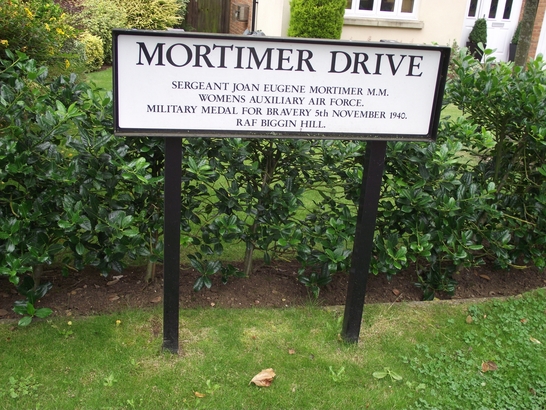 MORTIMER DRIVE
SERGEANT JOAN EUGENE MORTIMER M.M.
WOMENS AUXILIARY AIR FORCE.
MILITARY MEDAL FOR BRAVERY 5th NOVEMBER 1940.
RAF BIGGIN HILL.